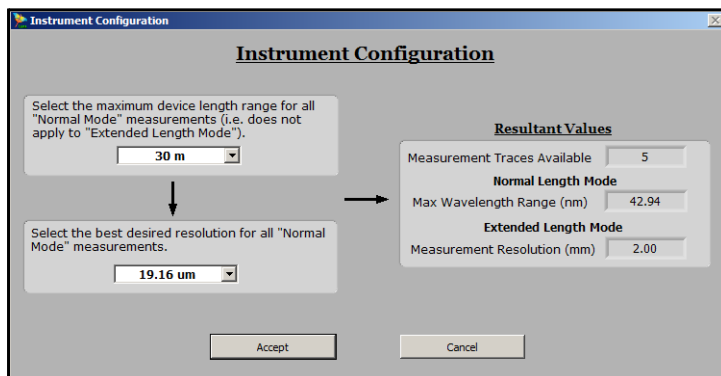 Instrument Configuration
Instrument Configuration
Select the maximum device length range for all
"Normal Mode" measurements (i.e. does not
apply to "Extended Length Mode").
30 m
Select the best desired resolution for all "Normal
Mode" measurements.
19.16 um
Resultant Values
Measurement Traces Available 5
Normal Length Mode
Max Wavelength Range (nm) 42.94
Extended Length Mode
Measurement Resolution (mm) 2.00
Accept Cancel